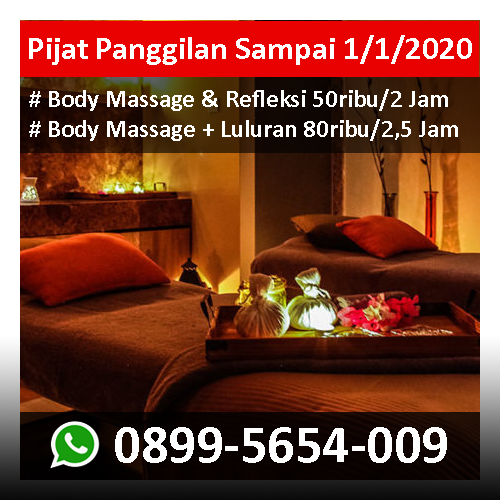 Pijat Panggilan Sampai 1/1/2020
# Body Massage & Refleksi 50ribu/2 Jam
# Body Massage + Luluran 80ribu/2,5 Jam
0899-5654-009